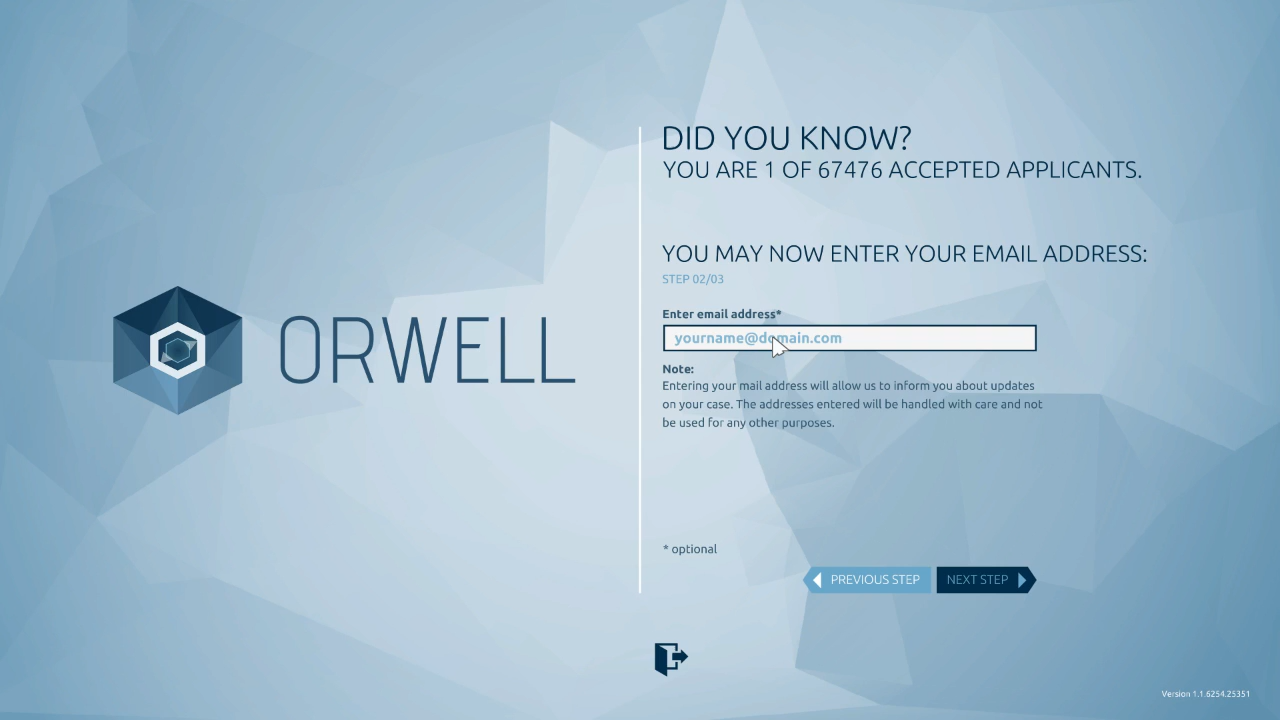 DID YOU KNOW?
YOU ARE 1 OF 67476 ACCEPTED APPLICANTS.
YOU MAY NOW ENTER YOUR EMAIL ADDRESS:
STEP 02/03
Enter email address*
yourname@domain.com
Note:
Entering your mail address will allow us to inform you about updates
on your case. The addresses entered will be handled with care and not
be used for any other purposes.
ORWELL
* optional
PREVIOUS STEP
NEXT STEP
Version 1.1.6254.25351